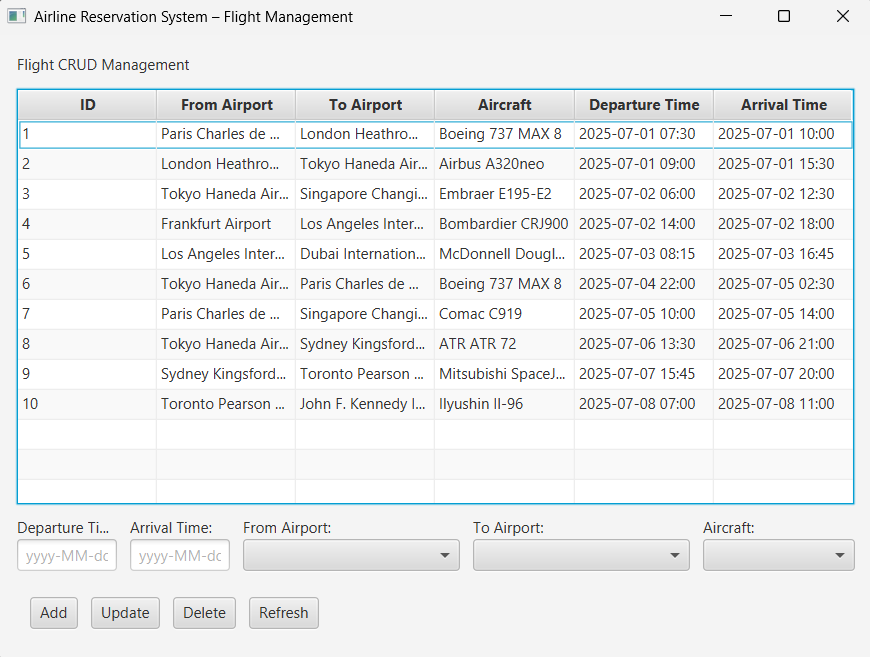 Airline Reservation System – Flight Management
Flight CRUD Management
ID From Airport To Airport Aircraft Departure Time Arrival Time
1 Paris Charles de ... London Heathro... Boeing 737 MAX 8 2025-07-01 07:30 2025-07-01 10:00
2 London Heathro... Tokyo Haneda Air... Airbus A320neo 2025-07-01 09:00 2025-07-01 15:30
3 Tokyo Haneda Air... Singapore Changi... Embraer E195-E2 2025-07-02 06:00 2025-07-02 12:30
4 Frankfurt Airport Los Angeles Inter... Bombardier CRJ900 2025-07-02 14:00 2025-07-02 18:00
5 Los Angeles Inter... Dubai Internation... McDonnell Dougl... 2025-07-03 08:15 2025-07-03 16:45
6 Tokyo Haneda Air... Paris Charles de ... Boeing 737 MAX 8 2025-07-04 22:00 2025-07-05 02:30
7 Paris Charles de ... Singapore Changi... Comac C919 2025-07-05 10:00 2025-07-05 14:00
8 Tokyo Haneda Air... Sydney Kingsford... ATR ATR 72 2025-07-06 13:30 2025-07-06 21:00
9 Sydney Kingsford... Toronto Pearson ... Mitsubishi SpaceJ... 2025-07-07 15:45 2025-07-07 20:00
10 Toronto Pearson ... John F. Kennedy I... Ilyushin Il-96 2025-07-08 07:00 2025-07-08 11:00
Departure Ti... Arrival Time: From Airport: To Airport: Aircraft:
yyyy-MM-dd yyyy-MM-dd
Add Update Delete Refresh